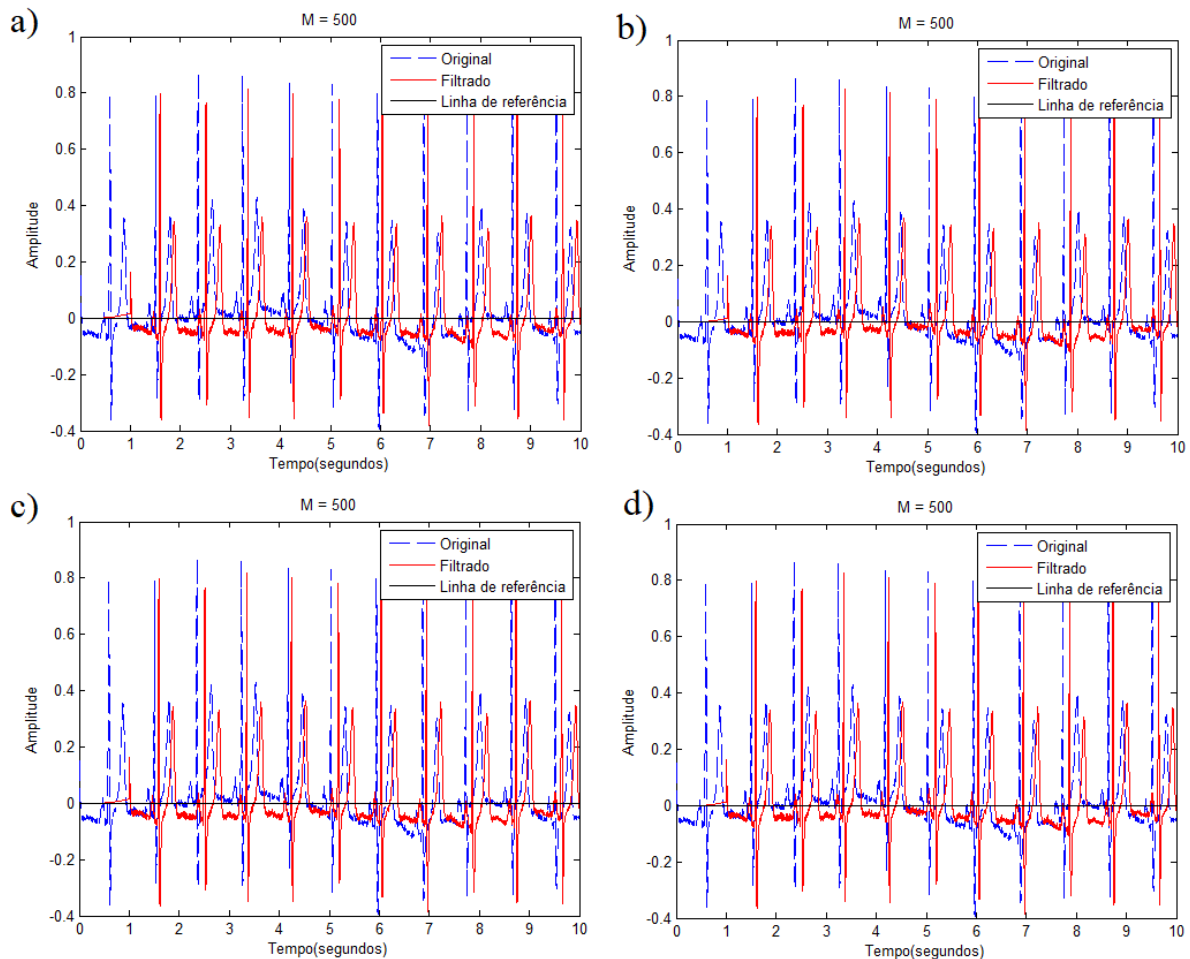 a)
M = 500
Amplitude
1
0.8
0.6
0.4
0.2
0
-0.2
-0.4
Original
Filtrado
Linha de referência
0 1 2 3 4 5 6 7 8 9 10
Tempo(segundos)
b)
M = 500
Amplitude
1
0.8
0.6
0.4
0.2
0
-0.2
-0.4
Original
Filtrado
Linha de referência
0 1 2 3 4 5 6 7 8 9 10
Tempo(segundos)
c)
M = 500
Amplitude
1
0.8
0.6
0.4
0.2
0
-0.2
-0.4
Original
Filtrado
Linha de referência
0 1 2 3 4 5 6 7 8 9 10
Tempo(segundos)
d)
M = 500
Amplitude
1
0.8
0.6
0.4
0.2
0
-0.2
-0.4
Original
Filtrado
Linha de referência
0 1 2 3 4 5 6 7 8 9 10
Tempo(segundos)